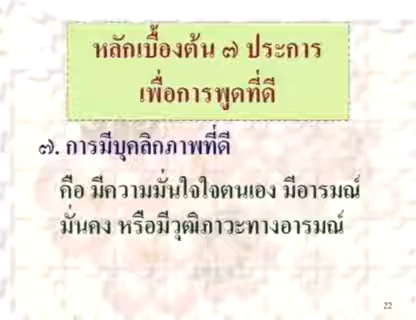 หลักเบื้องต้น ๗ ประการ
เพื่อการพูดที่ดี
๗. การมีบุคลิกภาพที่ดี
คือ มีความมั่นใจใจตนเอง มีอารมณ์
มั่นคง หรือมีวุฒิภาวะทางอารมณ์
22